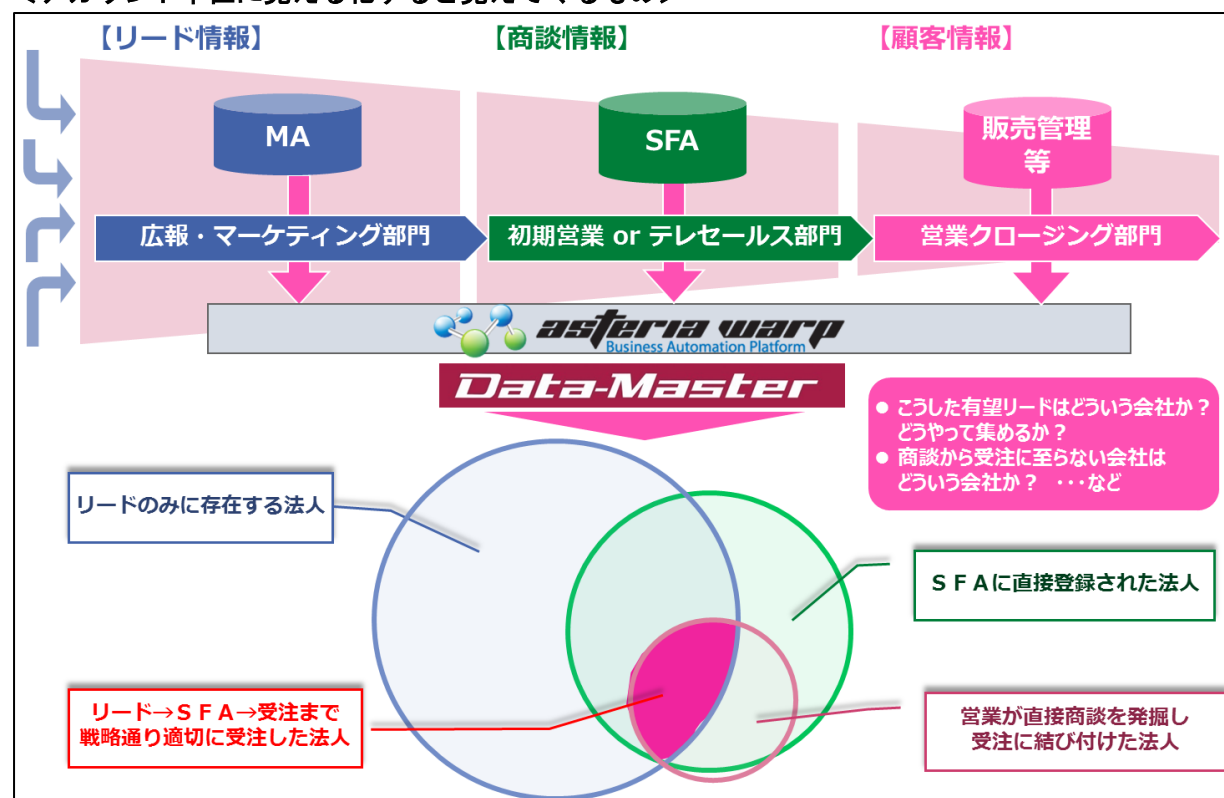 【リード情報】
【商談情報】
【顧客情報】
MA
SFA
販売管理
等
広報・マーケティング部門
初期営業 or テレセールス部門
営業クロージング部門
asteria warp
Business Automation Platform
Data-Master
● こうした有望リードはどういう会社か？
どうやって集めるか？
● 商談から受注に至らない会社は
どういう会社か？ ・・・など
リードのみに存在する法人
ＳＦＡに直接登録された法人
リード→ＳＦＡ→受注まで
戦略通り適切に受注した法人
営業が直接商談を発掘し
受注に結び付けた法人